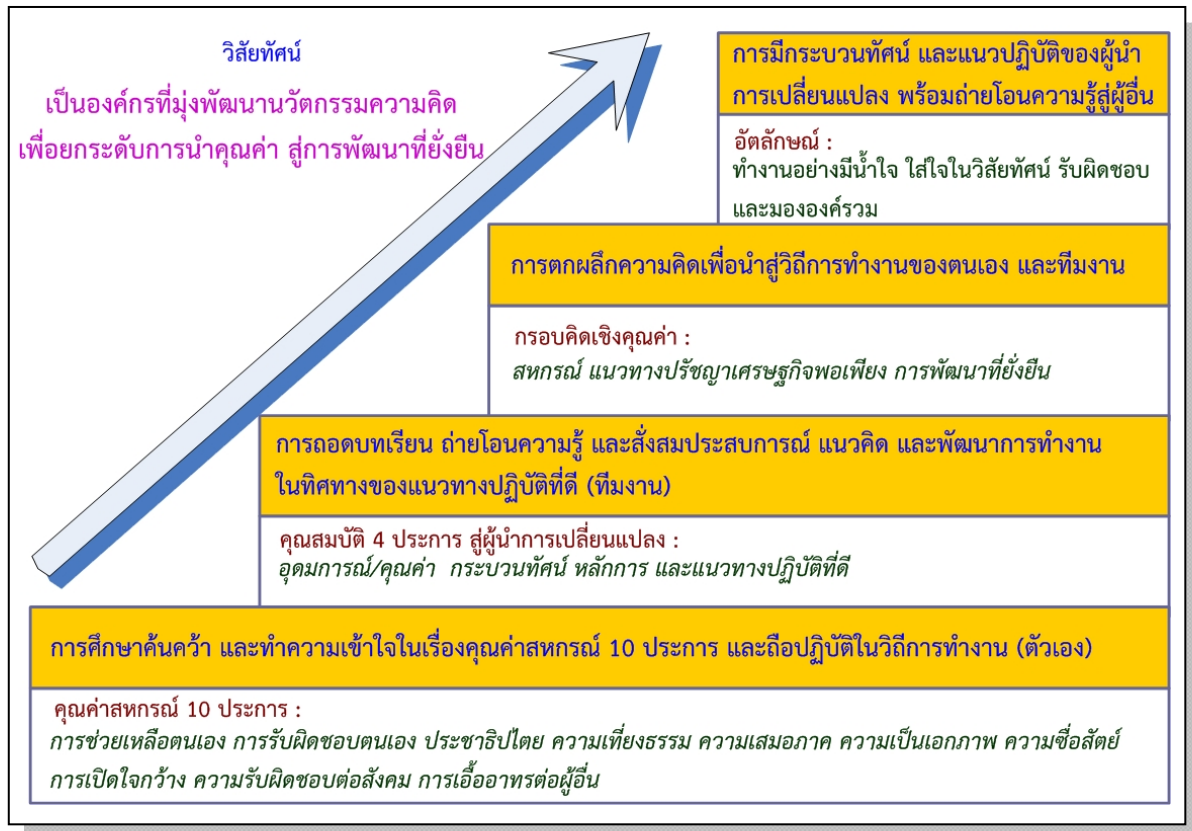 วิสัยทัศน์
เป็นองค์กรที่มุ่งพัฒนานวัตกรรมความคิด
เพื่อยกระดับการนำคุณค่า สู่การพัฒนาที่ยั่งยืน
การมีกระบวนทัศน์ และแนวปฏิบัติของผู้นำ
การเปลี่ยนแปลง พร้อมถ่ายโอนความรู้สู่ผู้อื่น
อัตลักษณ์ :
ทำงานอย่างมีน้ำใจ ใส่ใจในวิสัยทัศน์ รับผิดชอบ
และมององค์รวม
การตกผลึกความคิดเพื่อนำสู่วิถีการทำงานของตนเอง และทีมงาน
กรอบคิดเชิงคุณค่า :
สหกรณ์ แนวทางปรัชญาเศรษฐกิจพอเพียง การพัฒนาที่ยั่งยืน
การถอดบทเรียน ถ่ายโอนความรู้ และสั่งสมประสบการณ์ แนวคิด และพัฒนาการทำงาน
ในทิศทางของแนวทางปฏิบัติที่ดี (ทีมงาน)
คุณสมบัติ 4 ประการ สู่ผู้นำการเปลี่ยนแปลง :
อุดมการณ์/คุณค่า กระบวนทัศน์ หลักการ และแนวทางปฏิบัติที่ดี
การศึกษาค้นคว้า และทำความเข้าใจในเรื่องคุณค่าสหกรณ์ 10 ประการ และถือปฏิบัติในวิถีการทำงาน (ตัวเอง)
คุณค่าสหกรณ์ 10 ประการ :
การช่วยเหลือตนเอง การรับผิดชอบตนเอง ประชาธิปไตย ความเที่ยงธรรม ความเสมอภาค ความเป็นเอกภาพ ความซื่อสัตย์
การเปิดใจกว้าง ความรับผิดชอบต่อสังคม การเอื้ออาทรต่อผู้อื่น